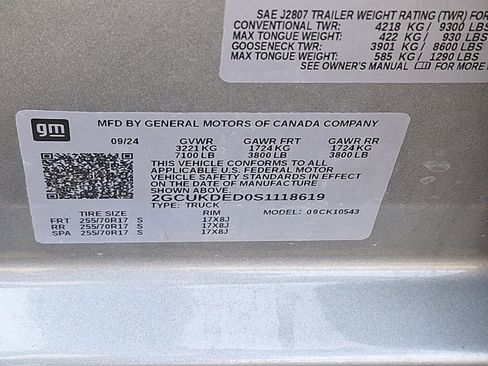 SAE J2807 TRAILER WEIGHT RATING (TWR) FOR
CONVENTIONAL TWR: 4218 KG / 9300 LBS
MAX TONGUE WEIGHT: 422 KG / 930 LBS
GOOSENECK TWR: 3901 KG / 8600 LBS
MAX TONGUE WEIGHT: 585 KG / 1290 LBS
SEE OWNER'S MANUAL FOR MORE
gm
MFD BY GENERAL MOTORS OF CANADA COMPANY
09/24 GVWR GAWR FRT GAWR RR
3221 KG 1724 KG 1724 KG
7100 LB 3800 LB 3800 LB
THIS VEHICLE CONFORMS TO ALL
APPLICABLE U.S. FEDERAL MOTOR
VEHICLE SAFETY STANDARDS IN EFFECT
ON THE DATE OF MANUFACTURE
SHOWN ABOVE.
2GCUKDED0S1118619
TYPE: TRUCK
TIRE SIZE RIM MODEL: 09CK10543
FRT 255/70R17 S 17X8J
RR 255/70R17 S 17X8J
SPA 255/70R17 S 17X8J